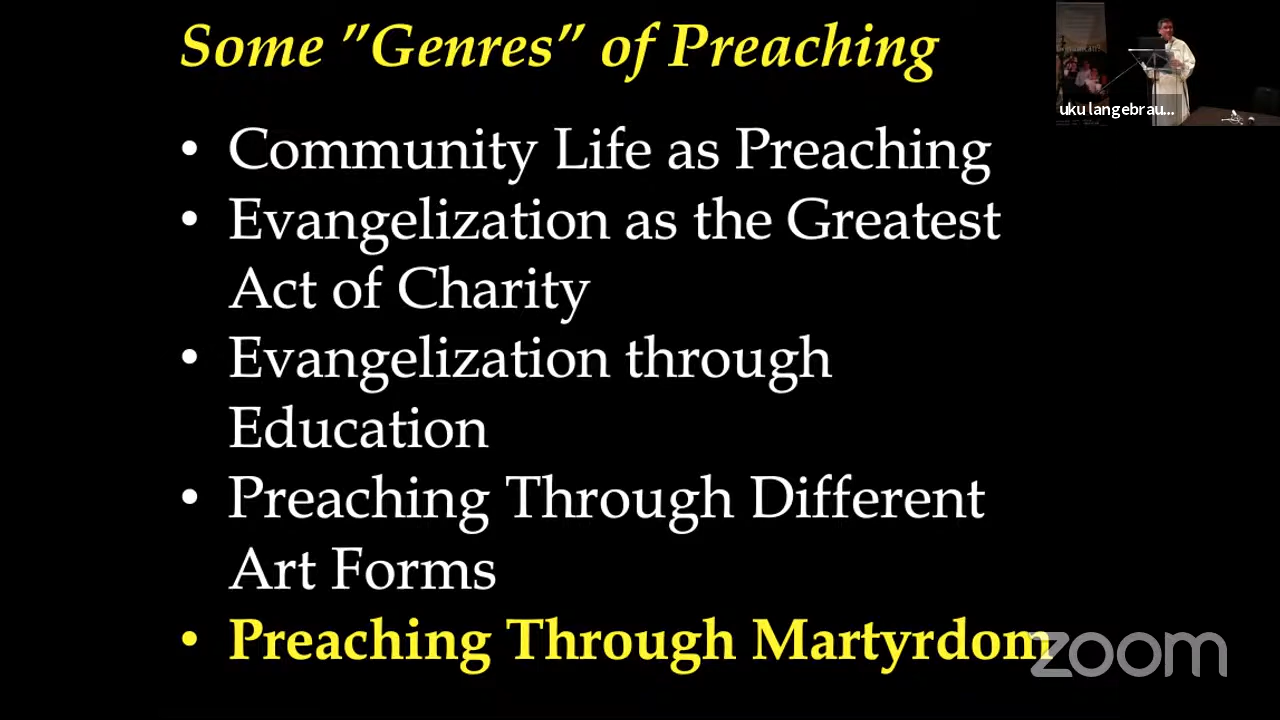 Some ”Genres” of Preaching
uku langebrau...
• Community Life as Preaching
• Evangelization as the Greatest
Act of Charity
• Evangelization through
Education
• Preaching Through Different
Art Forms
• Preaching Through Martyrdom
zoom